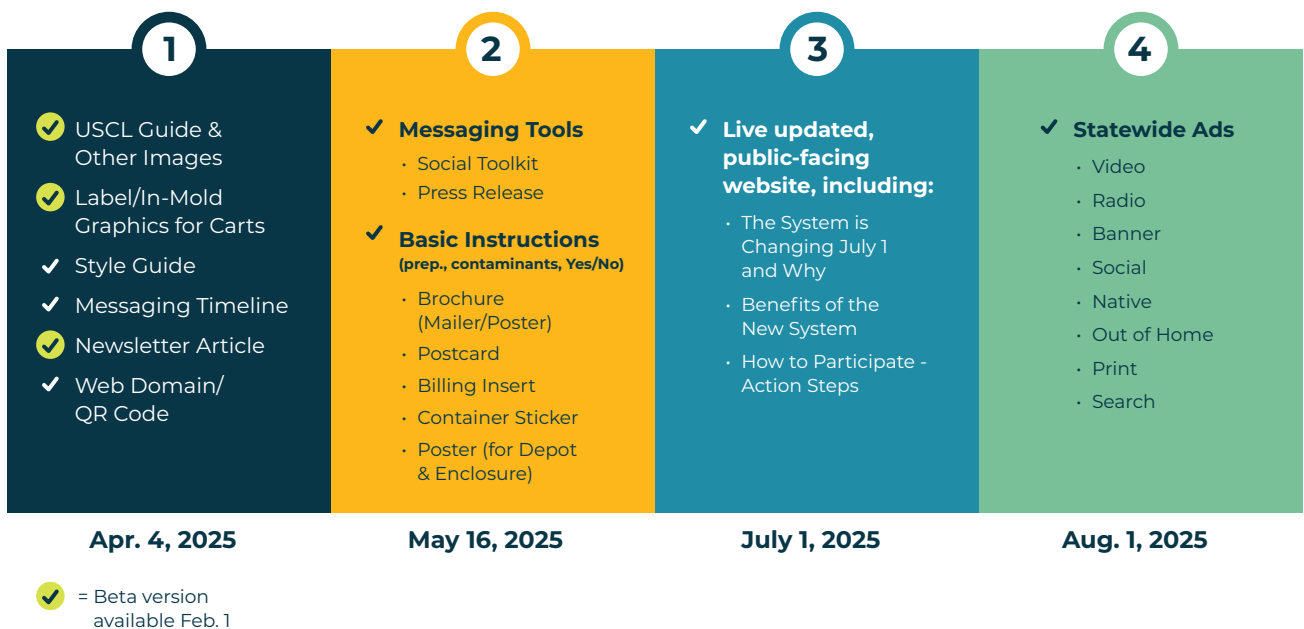 1
USCL Guide &
Other Images
Label/In-Mold
Graphics for Carts
Style Guide
Messaging Timeline
Newsletter Article
Web Domain/
QR Code
Apr. 4, 2025
2
Messaging Tools
· Social Toolkit
· Press Release
Basic Instructions
(prep., contaminants, Yes/No)
· Brochure
(Mailer/Poster)
· Postcard
· Billing Insert
· Container Sticker
· Poster (for Depot
& Enclosure)
May 16, 2025
3
Live updated,
public-facing
website, including:
· The System is
Changing July 1
and Why
· Benefits of the
New System
· How to Participate -
Action Steps
July 1, 2025
4
Statewide Ads
· Video
· Radio
· Banner
· Social
· Native
· Out of Home
· Print
· Search
Aug. 1, 2025
= Beta version
available Feb. 1